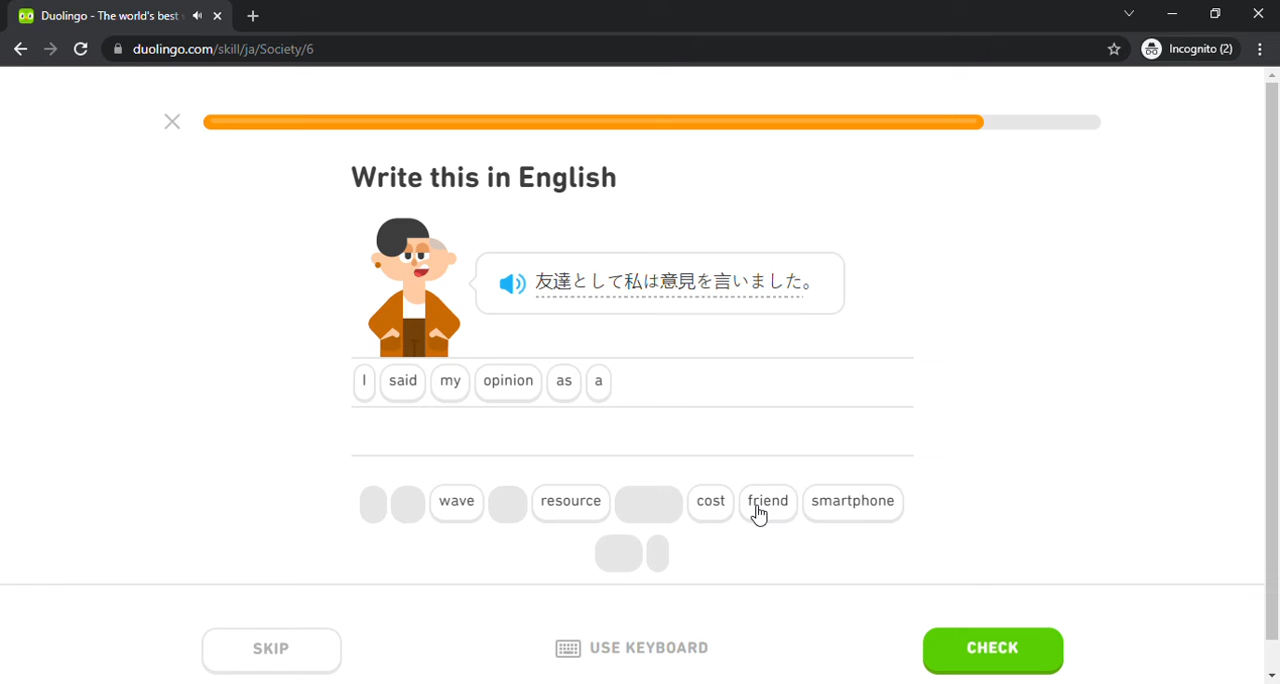 Duolingo - The world's best
duolingo.com/skill/ja/Society/6
Incognito (2)
Write this in English
友達として私は意見を言いました。
I said my opinion as a
wave resource cost friend smartphone
SKIP
USE KEYBOARD
CHECK